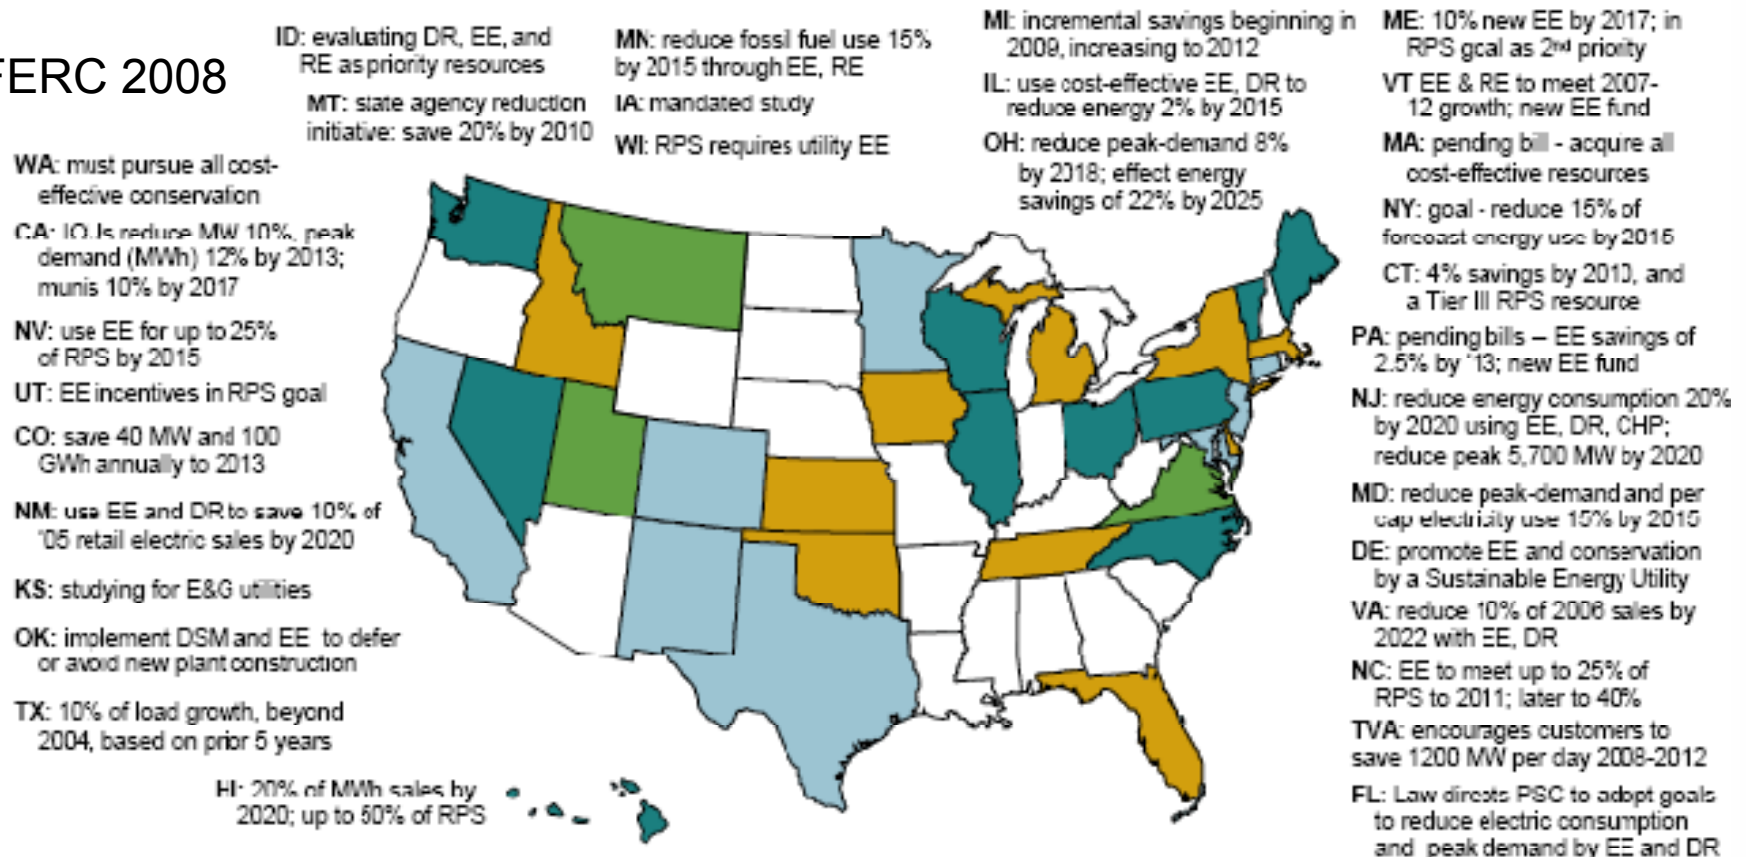 FERC 2008
ID: evaluating DR, EE, and
RE as priority resources
MT: state agency reduction
initiative: save 20% by 2010
MN: reduce fossil fuel use 15%
by 2015 through EE, RE
IA: mandated study
WI: RPS requires utility EE
MI: incremental savings beginning in
2009, increasing to 2012
IL: use cost-effective EE, DR to
reduce energy 2% by 2015
OH: reduce peak-demand 8%
by 2018; effect energy
savings of 22% by 2025
ME: 10% new EE by 2017; in
RPS goal as 2nd priority
VT EE & RE to meet 2007-
12 growth; new EE fund
MA: pending bill - acquire all
cost-effective resources
NY: goal - reduce 15% of
forecast energy use by 2015
CT: 4% savings by 2010, and
a Tier III RPS resource
PA: pending bills – EE savings of
2.5% by '13; new EE fund
NJ: reduce energy consumption 20%
by 2020 using EE, DR, CHP;
reduce peak 5,700 MW by 2020
MD: reduce peak-demand and per
cap electricity use 15% by 2015
DE: promote EE and conservation
by a Sustainable Energy Utility
VA: reduce 10% of 2006 sales by
2022 with EE, DR
NC: EE to meet up to 25% of
RPS to 2011; later to 40%
TVA: encourages customers to
save 1200 MW per day 2008-2012
FL: Law directs PSC to adopt goals
to reduce electric consumption
and peak demand by EE and DR
WA: must pursue all cost-
effective conservation
CA: IOUs reduce MW 10%, peak
demand (MWh) 12% by 2013;
munis 10% by 2017
NV: use EE for up to 25%
of RPS by 2015
UT: EE incentives in RPS goal
CO: save 40 MW and 100
GWh annually to 2013
NM: use EE and DR to save 10% of
'05 retail electric sales by 2020
KS: studying for E&G utilities
OK: implement DSM and EE to defer
or avoid new plant construction
TX: 10% of load growth, beyond
2004, based on prior 5 years
HI: 20% of MWh sales by
2020; up to 50% of RPS